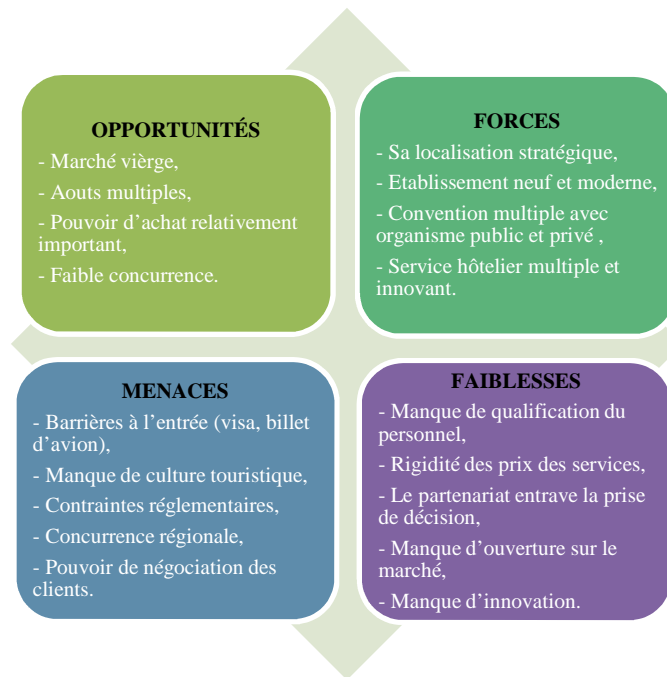 OPPORTUNITÉS
- Marché vièrge,
- Aouts multiples,
- Pouvoir d’achat relativement
important,
- Faible concurrence.
FORCES
- Sa localisation stratégique,
- Etablissement neuf et moderne,
- Convention multiple avec
organisme public et privé ,
- Service hôtelier multiple et
innovant.
MENACES
- Barrières à l’entrée (visa, billet
d’avion),
- Manque de culture touristique,
- Contraintes réglementaires,
- Concurrence régionale,
- Pouvoir de négociation des
clients.
FAIBLESSES
- Manque de qualification du
personnel,
- Rigidité des prix des services,
- Le partenariat entrave la prise
de décision,
- Manque d’ouverture sur le
marché,
- Manque d’innovation.